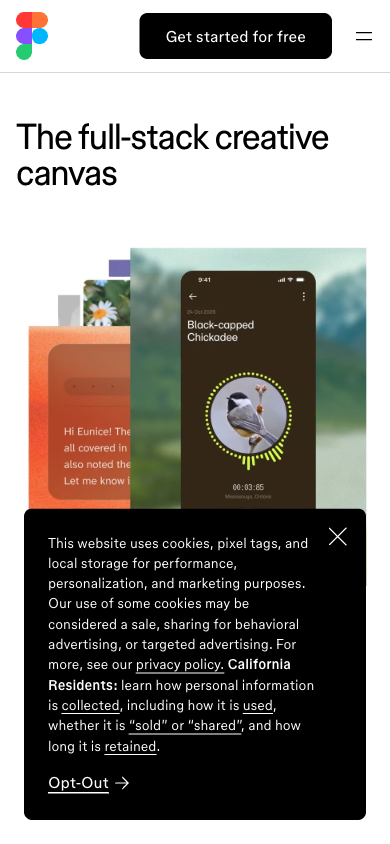 Get started for free
The full-stack creative
canvas
9:41
Black-capped
Chickadee
Hi Eunice! The
all covered in
also noted the
Let me know i
00:03:85
This website uses cookies, pixel tags, and
local storage for performance,
personalization, and marketing purposes.
Our use of some cookies may be
considered a sale, sharing for behavioral
advertising, or targeted advertising. For
more, see our privacy policy. California
Residents: learn how personal information
is collected, including how it is used,
whether it is “sold” or “shared”, and how
long it is retained.
Opt-Out